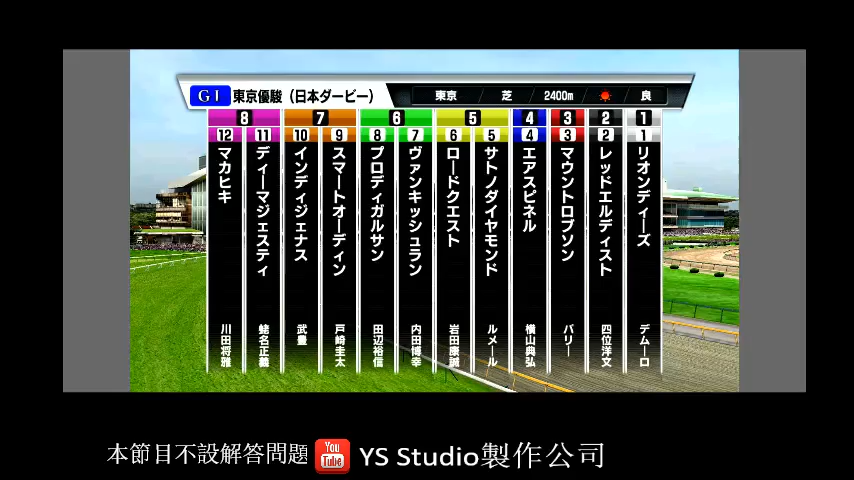 GI 東京優駿（日本ダービー） 東京 芝 2400m 良
8 7 6 5 4 3 2 1
12 11 10 9 8 7 6 5 4 3 2 1
リオンディーズ デムーロ
レッドエルディスト 四位洋文
マウントロブソン バリー
エアスピネル 横山典弘
サトノダイヤモンド ルメール
ロードクエスト 岩田康誠
ヴァンキッシュラン 内田博幸
プロディガルサン 田辺裕信
スマートオーディン 戸崎圭太
インディジェナス 武豊
ディーマジェスティ 蛯名正義
マカヒキ 川田将雅
本節目不設解答問題 You Tube YS Studio製作公司